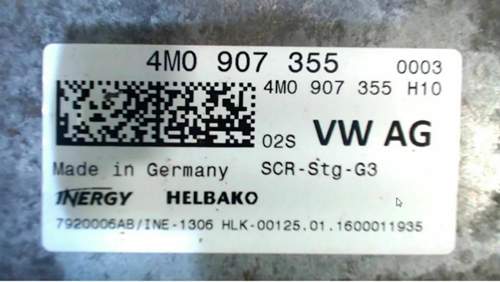 4M0 907 355 0003
4M0 907 355 H10
02S VW AG
Made in Germany SCR-Stg-G3
INERGY HELBAKO
7920006AB/INE-1306 HLK-00125.01.1600011935